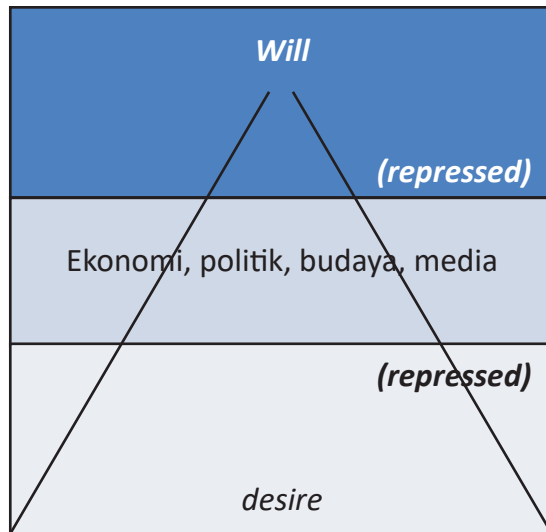 Will
(repressed)
Ekonomi, politik, budaya, media
(repressed)
desire